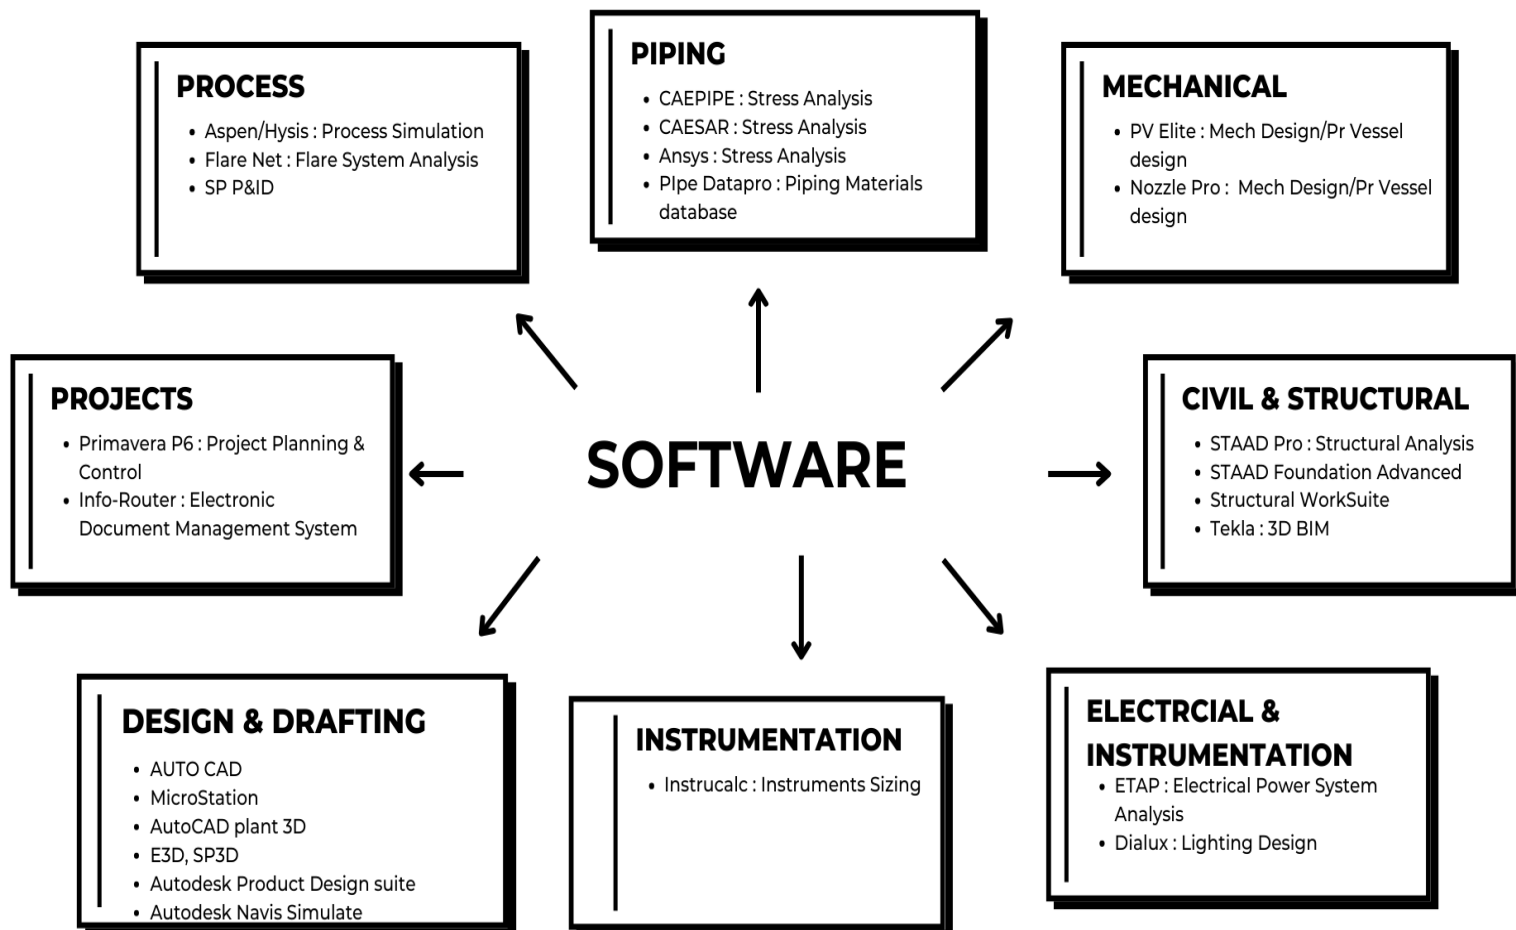 PROCESS
• Aspen/Hysis : Process Simulation
• Flare Net : Flare System Analysis
• SP P&ID
PIPING
• CAEPIPE : Stress Analysis
• CAESAR : Stress Analysis
• Ansys : Stress Analysis
• PIpe Datapro : Piping Materials
database
MECHANICAL
• PV Elite : Mech Design/Pr Vessel
design
• Nozzle Pro : Mech Design/Pr Vessel
design
PROJECTS
• Primavera P6 : Project Planning &
Control
• Info-Router : Electronic
Document Management System
SOFTWARE
CIVIL & STRUCTURAL
• STAAD Pro : Structural Analysis
• STAAD Foundation Advanced
• Structural WorkSuite
• Tekla : 3D BIM
DESIGN & DRAFTING
• AUTO CAD
• MicroStation
• AutoCAD plant 3D
• E3D, SP3D
• Autodesk Product Design suite
• Autodesk Navis Simulate
INSTRUMENTATION
• Instrucalc : Instruments Sizing
ELECTRCIAL &
INSTRUMENTATION
• ETAP : Electrical Power System
Analysis
• Dialux : Lighting Design